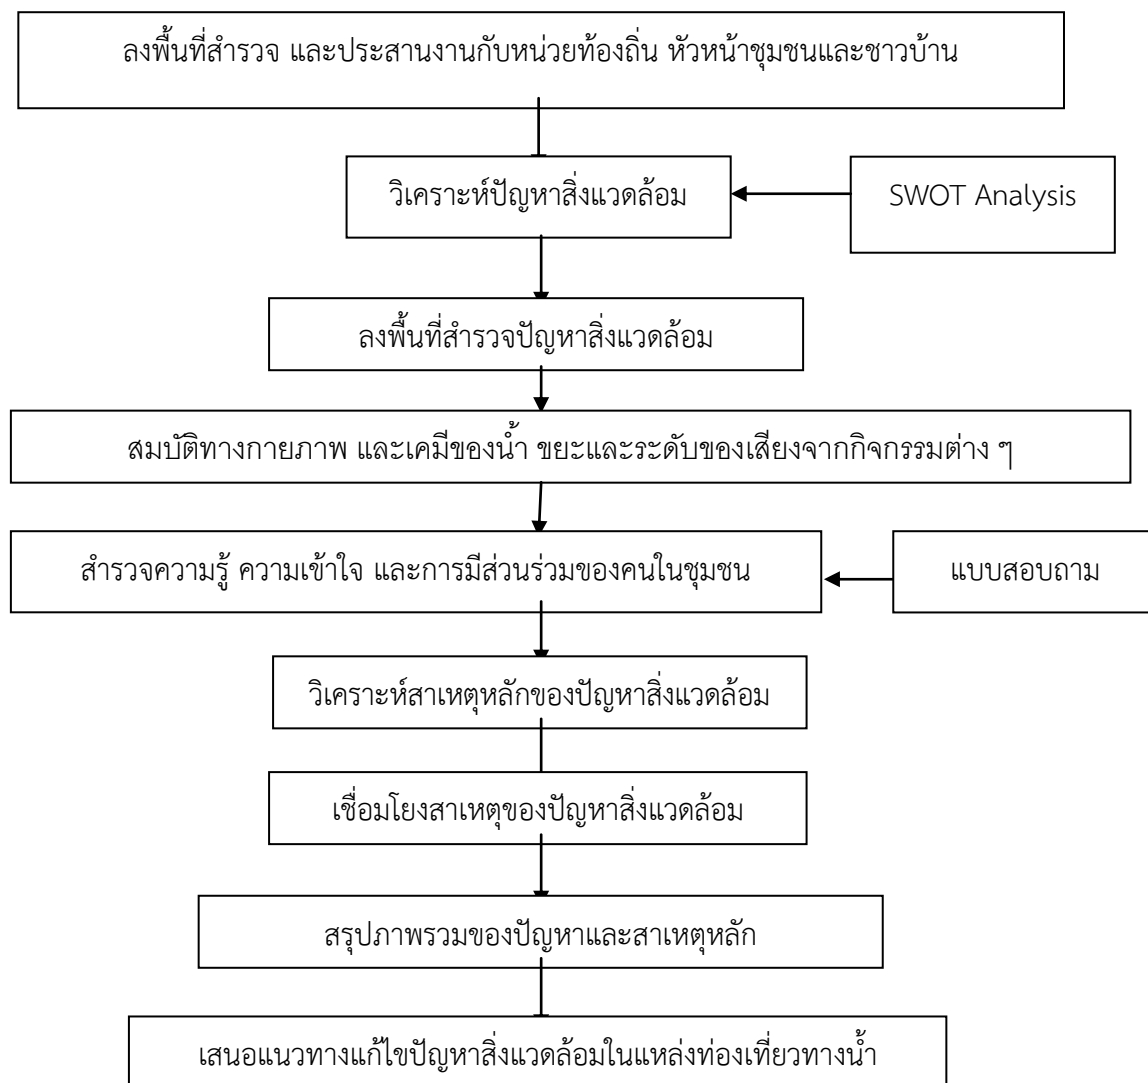 ลงพื้นที่สำรวจ และประสานงานกับหน่วยท้องถิ่น หัวหน้าชุมชนและชาวบ้าน
วิเคราะห์ปัญหาสิ่งแวดล้อม
SWOT Analysis
ลงพื้นที่สำรวจปัญหาสิ่งแวดล้อม
สมบัติทางกายภาพ และเคมีของน้ำ ขยะและระดับของเสียงจากกิจกรรมต่าง ๆ
สำรวจความรู้ ความเข้าใจ และการมีส่วนร่วมของคนในชุมชน
แบบสอบถาม
วิเคราะห์สาเหตุหลักของปัญหาสิ่งแวดล้อม
เชื่อมโยงสาเหตุของปัญหาสิ่งแวดล้อม
สรุปภาพรวมของปัญหาและสาเหตุหลัก
เสนอแนวทางแก้ไขปัญหาสิ่งแวดล้อมในแหล่งท่องเที่ยวทางน้ำ